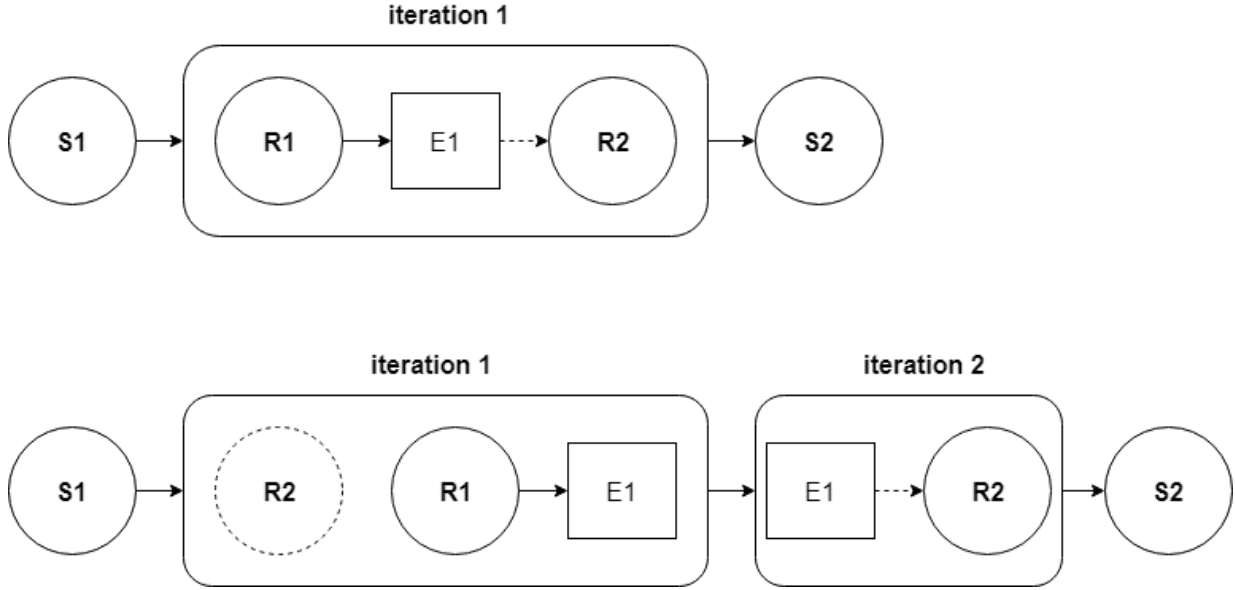 iteration 1
S1
R1
E1
R2
S2
iteration 1
iteration 2
S1
R2
R1
E1
E1
R2
S2